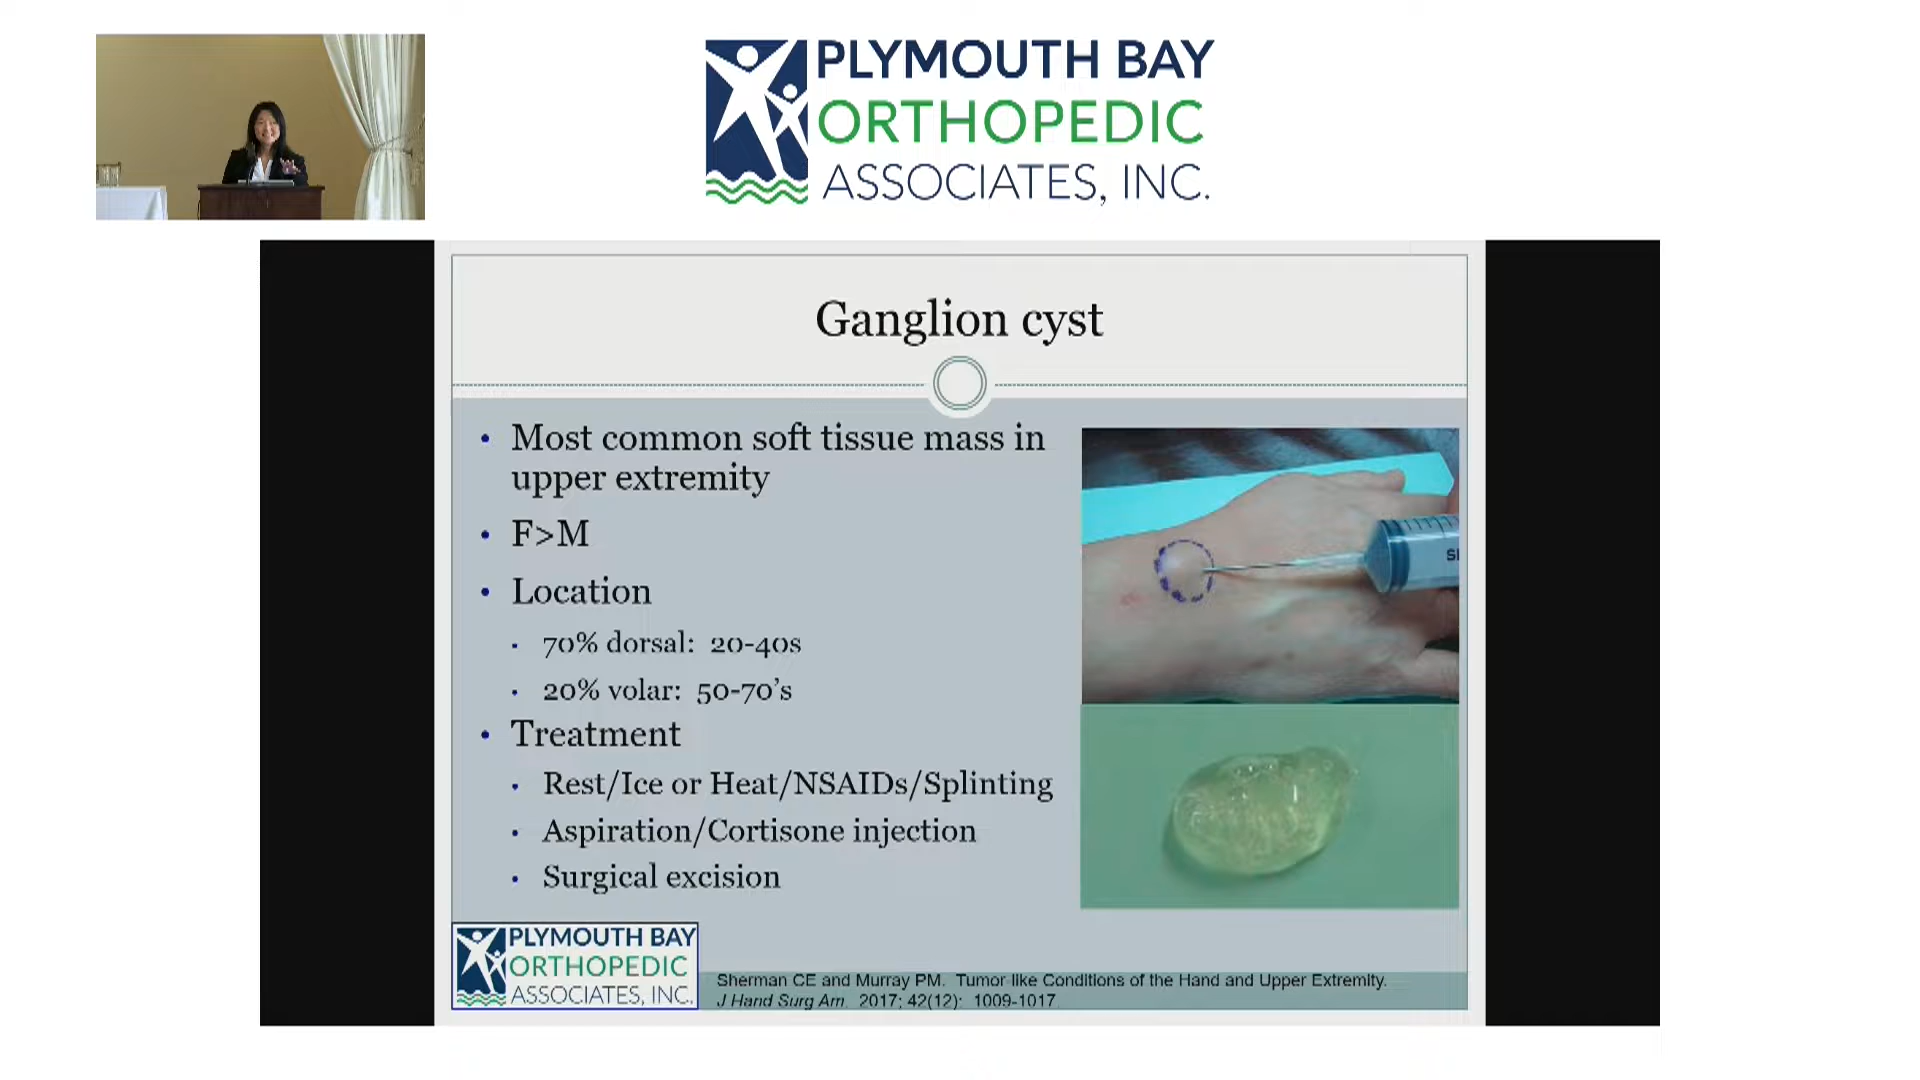 PLYMOUTH BAY
ORTHOPEDIC
ASSOCIATES, INC.
Ganglion cyst
• Most common soft tissue mass in
upper extremity
• F>M
• Location
• 70% dorsal: 20-40s
• 20% volar: 50-70's
• Treatment
• Rest/Ice or Heat/NSAIDs/Splinting
• Aspiration/Cortisone injection
• Surgical excision
PLYMOUTH BAY
ORTHOPEDIC
ASSOCIATES, INC.
Sherman CE and Murray PM. Tumor-like Conditions of the Hand and Upper Extremity.
J Hand Surg Am. 2017; 42(12): 1009-1017